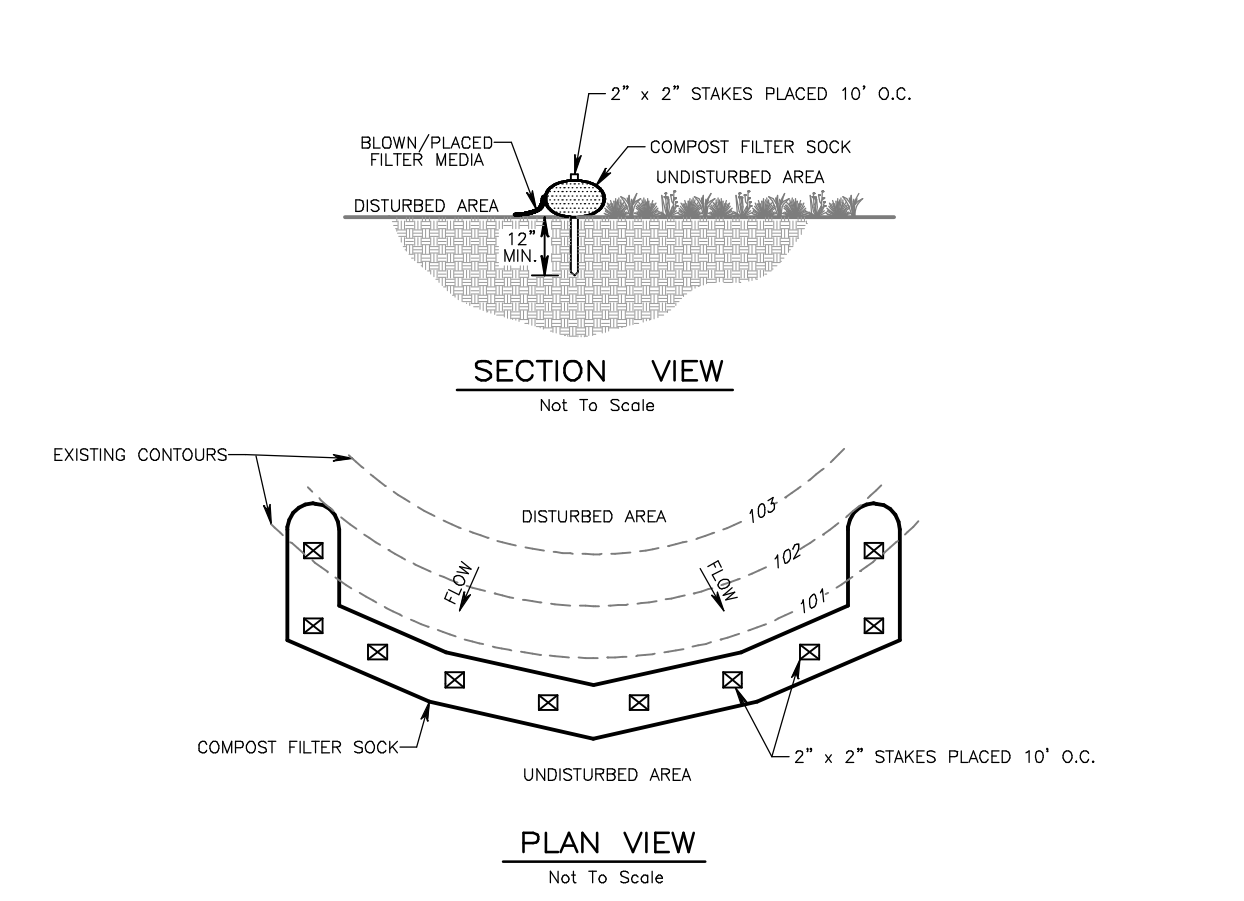 2" x 2" STAKES PLACED 10' O.C.
BLOWN/PLACED
FILTER MEDIA
COMPOST FILTER SOCK
UNDISTURBED AREA
DISTURBED AREA
12"
MIN.
SECTION VIEW
Not To Scale
EXISTING CONTOURS
DISTURBED AREA
103
102
101
FLOW
FLOW
COMPOST FILTER SOCK
2" x 2" STAKES PLACED 10' O.C.
UNDISTURBED AREA
PLAN VIEW
Not To Scale